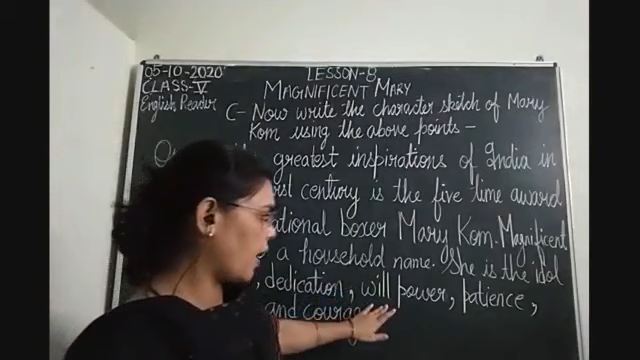 05-10-2020
LESSON-8
CLASS-V
MAGNIFICENT MARY
English Reader
C- Now write the character sketch of Mary
Kom using the above points-
greatest inspirations of India in
century is the five time award
boxer Mary Kom. Magnificent
a household name. She is the idol
, dedication, will power, patience,
and